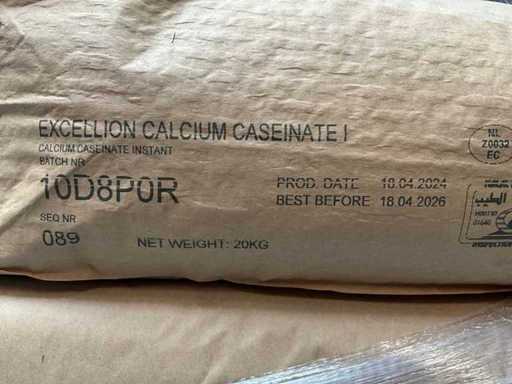 EXCELLION CALCIUM CASEINATE I
CALCIUM CASEINATE INSTANT
BATCH NR
10D8P0R
PROD. DATE 18.04.2024
BEST BEFORE 18.04.2026
SEQ NR
089
NET WEIGHT: 20KG
NL
Z0032
EC
الطيب